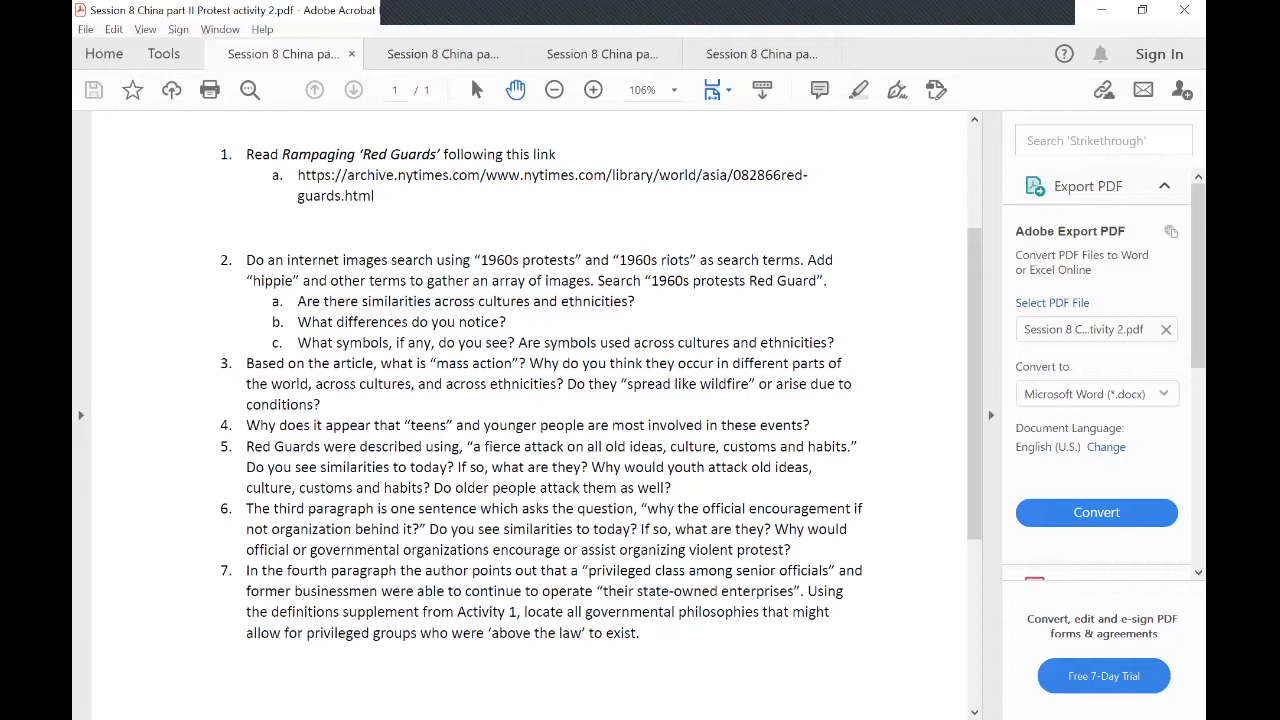 Session 8 China part II Protest activity 2.pdf - Adobe Acrobat
File Edit View Sign Window Help
Home Tools Session 8 China pa... × Session 8 China pa... Session 8 China pa... Session 8 China pa... Sign In
1 / 1 106%
1. Read Rampaging ‘Red Guards’ following this link
a. https://archive.nytimes.com/www.nytimes.com/library/world/asia/082866red-
guards.html
2. Do an internet images search using “1960s protests” and “1960s riots” as search terms. Add
“hippie” and other terms to gather an array of images. Search “1960s protests Red Guard”.
a. Are there similarities across cultures and ethnicities?
b. What differences do you notice?
c. What symbols, if any, do you see? Are symbols used across cultures and ethnicities?
3. Based on the article, what is “mass action”? Why do you think they occur in different parts of
the world, across cultures, and across ethnicities? Do they “spread like wildfire” or arise due to
conditions?
4. Why does it appear that “teens” and younger people are most involved in these events?
5. Red Guards were described using, “a fierce attack on all old ideas, culture, customs and habits.”
Do you see similarities to today? If so, what are they? Why would youth attack old ideas,
culture, customs and habits? Do older people attack them as well?
6. The third paragraph is one sentence which asks the question, “why the official encouragement if
not organization behind it?” Do you see similarities to today? If so, what are they? Why would
official or governmental organizations encourage or assist organizing violent protest?
7. In the fourth paragraph the author points out that a “privileged class among senior officials” and
former businessmen were able to continue to operate “their state-owned enterprises”. Using
the definitions supplement from Activity 1, locate all governmental philosophies that might
allow for privileged groups who were ‘above the law’ to exist.
Search 'Strikethrough'
Export PDF
Adobe Export PDF
Convert PDF Files to Word
or Excel Online
Select PDF File
Session 8 C...tivity 2.pdf ×
Convert to
Microsoft Word (*.docx)
Document Language:
English (U.S.) Change
Convert
Convert, edit and e-sign PDF
forms & agreements
Free 7-Day Trial